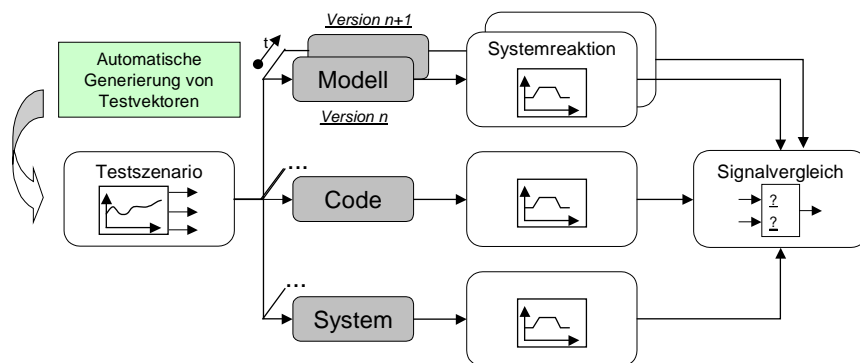 Version n+1
Automatische
Generierung von
Testvektoren
t
Modell
Systemreaktion
Version n
Testszenario
...
Code
Signalvergleich
?
?
...
System